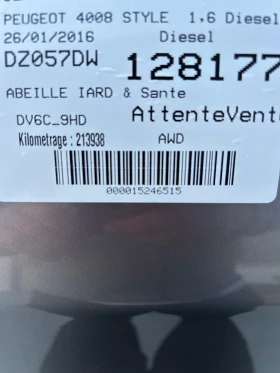 PEUGEOT 4008 STYLE 1,6 Diesel
26/01/2016 Diesel
DZ057DW 128177
ABEILLE IARD & Sante
DV6C_9HD AttenteVent
Kilometrage : 213938 AWD
000015246515